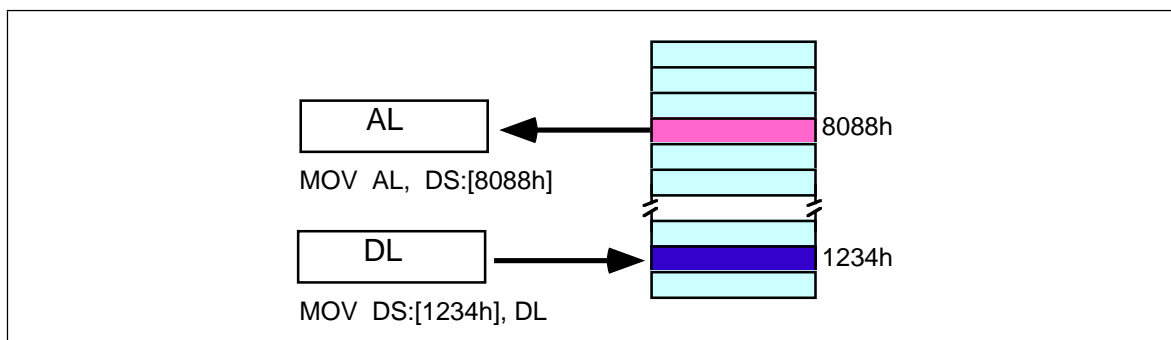 AL
8088h
MOV AL, DS:[8088h]
DL
1234h
MOV DS:[1234h], DL